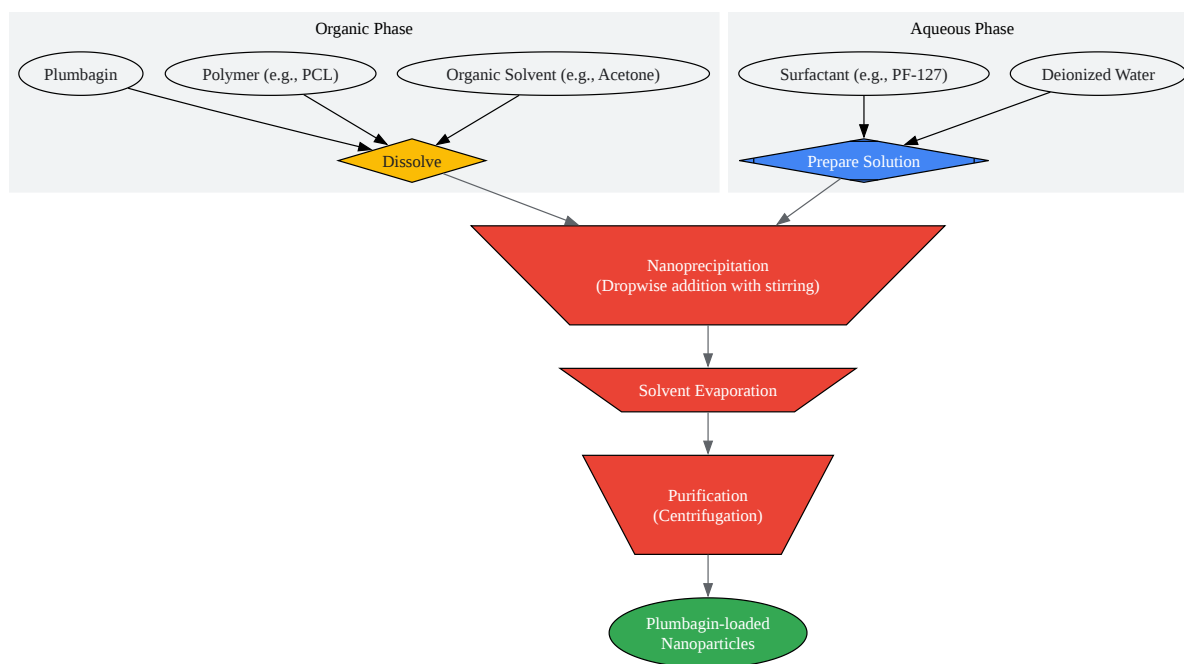 Organic Phase
Aqueous Phase
Plumbagin
Polymer (e.g., PCL)
Organic Solvent (e.g., Acetone)
Surfactant (e.g., PF-127)
Deionized Water
Dissolve
Prepare Solution
Nanoprecipitation
(Dropwise addition with stirring)
Solvent Evaporation
Purification
(Centrifugation)
Plumbagin-loaded
Nanoparticles